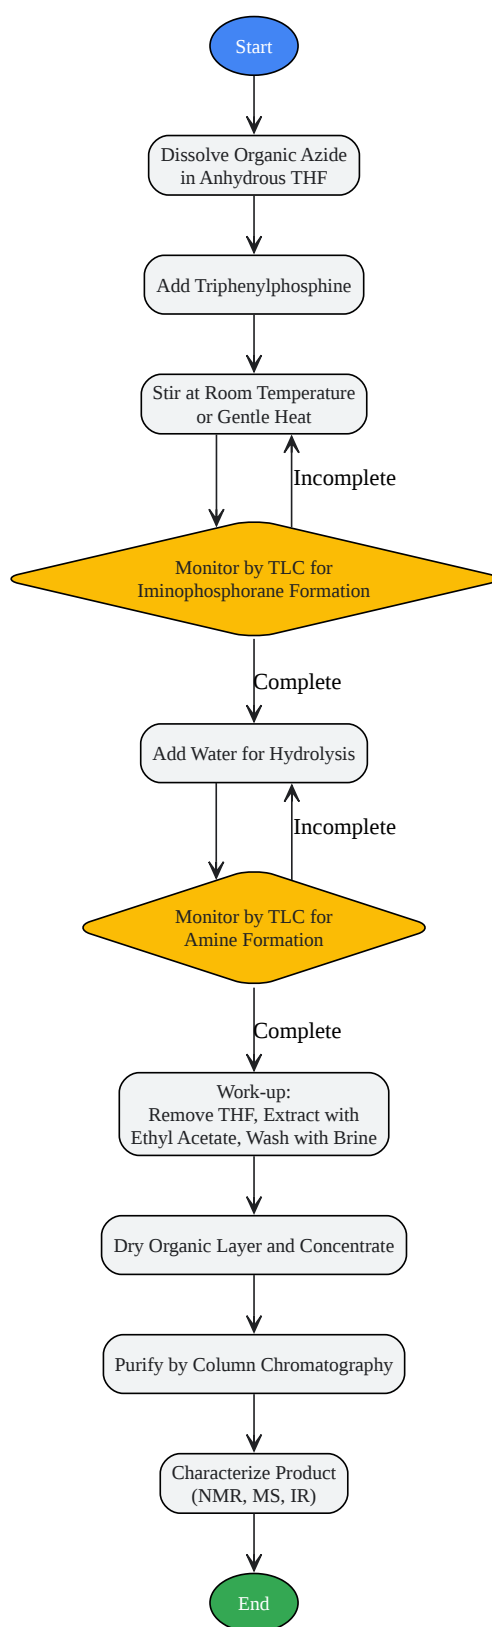 Start
Dissolve Organic Azide
in Anhydrous THF
Add Triphenylphosphine
Stir at Room Temperature
or Gentle Heat
Incomplete
Monitor by TLC for
Iminophosphorane Formation
Complete
Add Water for Hydrolysis
Incomplete
Monitor by TLC for
Amine Formation
Complete
Work-up:
Remove THF, Extract with
Ethyl Acetate, Wash with Brine
Dry Organic Layer and Concentrate
Purify by Column Chromatography
Characterize Product
(NMR, MS, IR)
End